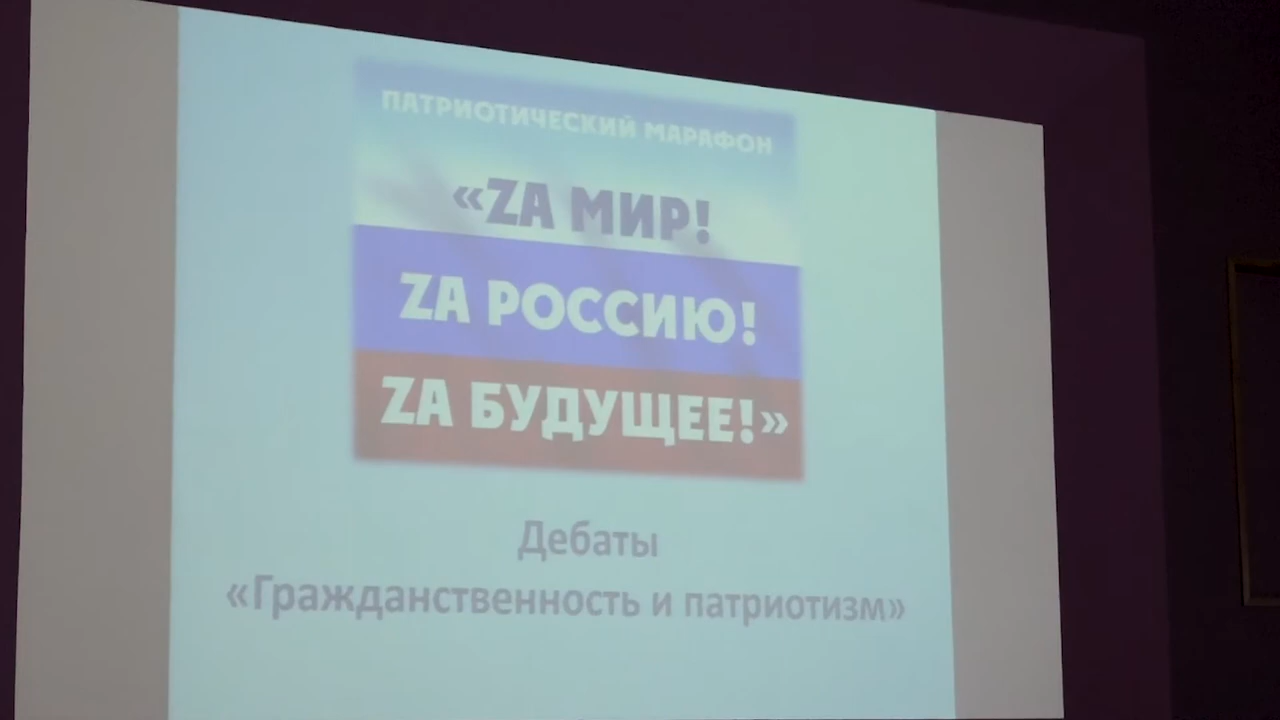 ПАТРИОТИЧЕСКИЙ МАРАФОН
«ZA МИР!
ZA РОССИЮ!
ZA БУДУЩЕЕ!»
Дебаты
«Гражданственность и патриотизм»